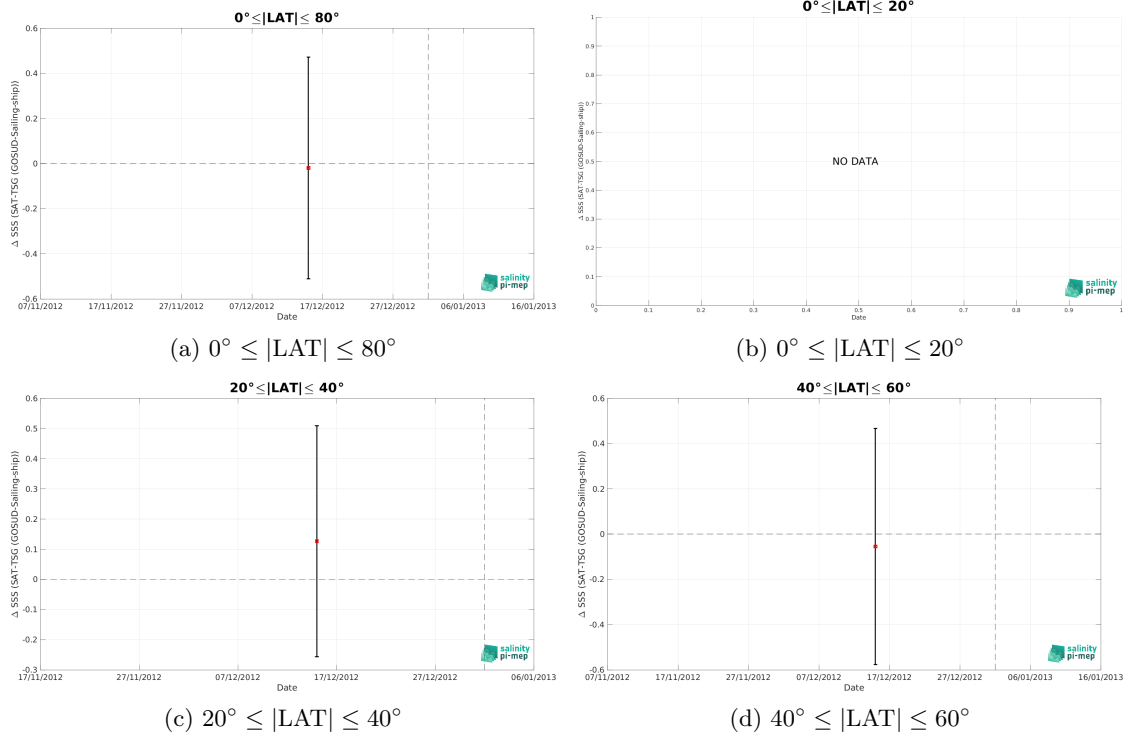 0°≤|LAT|≤ 80°
Δ SSS (SAT-TSG (GOSUD-Sailing-ship))
0.6
0.4
0.2
0
-0.2
-0.4
-0.6
07/11/2012 17/11/2012 27/11/2012 07/12/2012 17/12/2012 27/12/2012 06/01/2013 16/01/2013
Date
salinity
pi-mep
(a) 0° ≤ |LAT| ≤ 80°
0°≤|LAT|≤ 20°
Δ SSS (SAT-TSG (GOSUD-Sailing-ship))
1
0.9
0.8
0.7
0.6
0.5
0.4
0.3
0.2
0.1
0
NO DATA
0 0.1 0.2 0.3 0.4 0.5 0.6 0.7 0.8 0.9 1
Date
salinity
pi-mep
(b) 0° ≤ |LAT| ≤ 20°
20°≤|LAT|≤ 40°
Δ SSS (SAT-TSG (GOSUD-Sailing-ship))
0.6
0.5
0.4
0.3
0.2
0.1
0
-0.1
-0.2
-0.3
17/11/2012 27/11/2012 07/12/2012 17/12/2012 27/12/2012 06/01/2013
Date
salinity
pi-mep
(c) 20° ≤ |LAT| ≤ 40°
40°≤|LAT|≤ 60°
Δ SSS (SAT-TSG (GOSUD-Sailing-ship))
0.6
0.4
0.2
0
-0.2
-0.4
-0.6
07/11/2012 17/11/2012 27/11/2012 07/12/2012 17/12/2012 27/12/2012 06/01/2013 16/01/2013
Date
salinity
pi-mep
(d) 40° ≤ |LAT| ≤ 60°